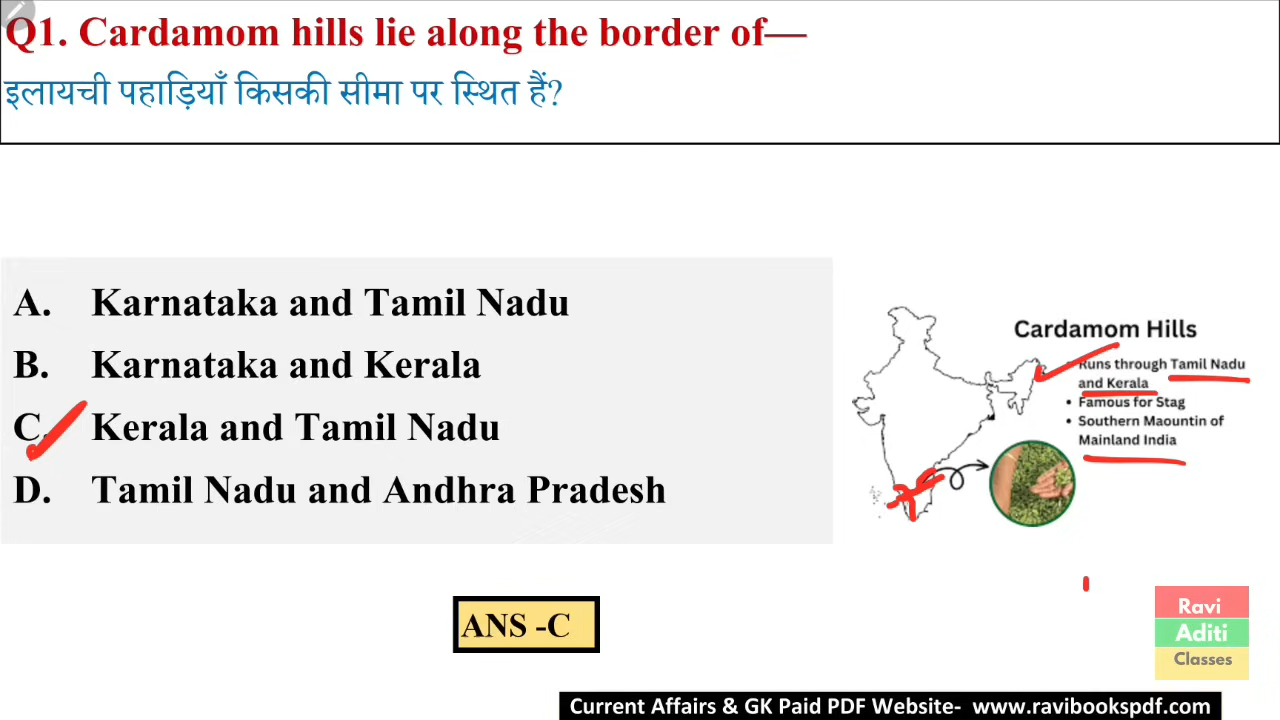 Q1. Cardamom hills lie along the border of—
इलायची पहाड़ियाँ किसकी सीमा पर स्थित हैं?
A. Karnataka and Tamil Nadu
B. Karnataka and Kerala
C. Kerala and Tamil Nadu
D. Tamil Nadu and Andhra Pradesh
ANS -C
Cardamom Hills
• Runs through Tamil Nadu
and Kerala
• Famous for Stag
• Southern Maountin of
Mainland India
Ravi
Aditi
Classes
Current Affairs & GK Paid PDF Website- www.ravibookspdf.com